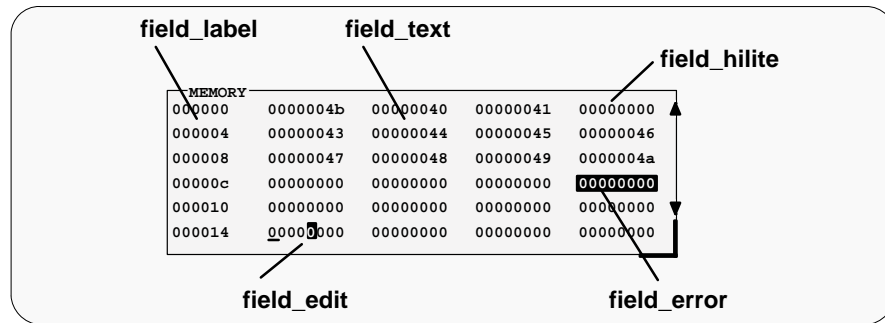 field_label field_text
field_hilite
MEMORY
000000 0000004b 00000040 00000041 00000000
000004 00000043 00000044 00000045 00000046
000008 00000047 00000048 00000049 0000004a
00000c 00000000 00000000 00000000 00000000
000010 00000000 00000000 00000000 00000000
000014 00000000 00000000 00000000 00000000
field_edit field_error